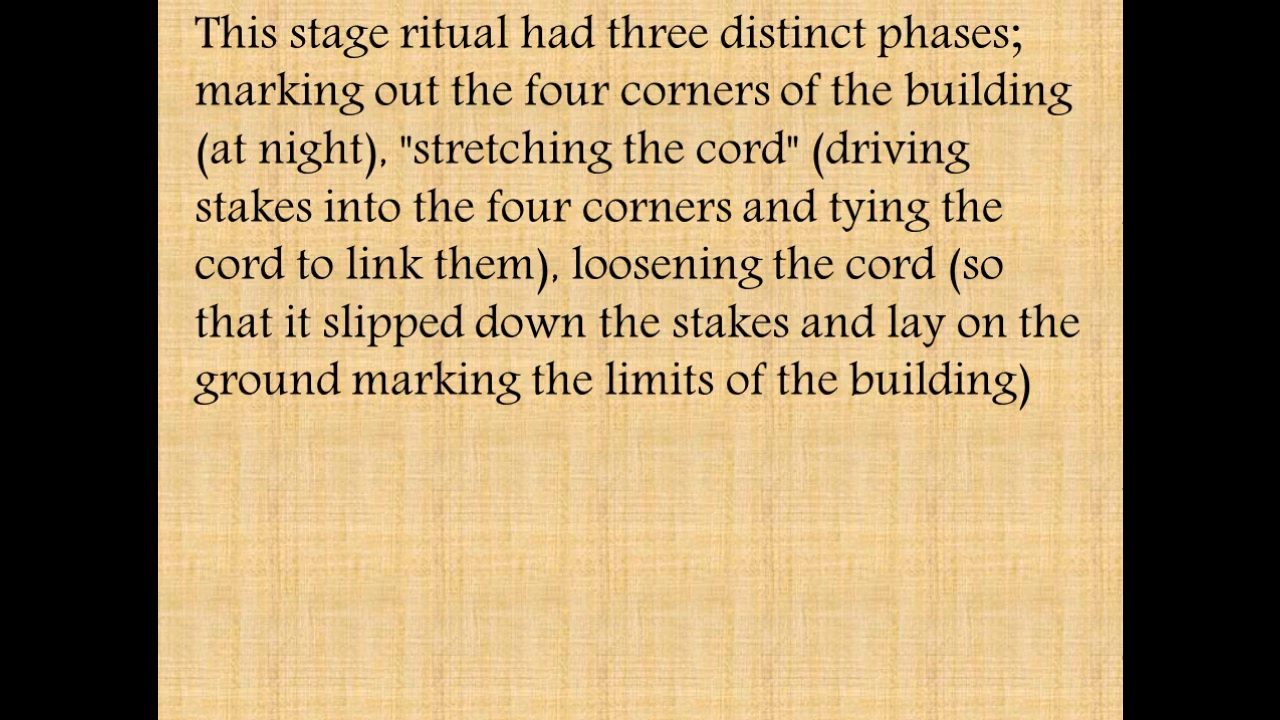 This stage ritual had three distinct phases;
marking out the four corners of the building
(at night), "stretching the cord" (driving
stakes into the four corners and tying the
cord to link them), loosening the cord (so
that it slipped down the stakes and lay on the
ground marking the limits of the building)